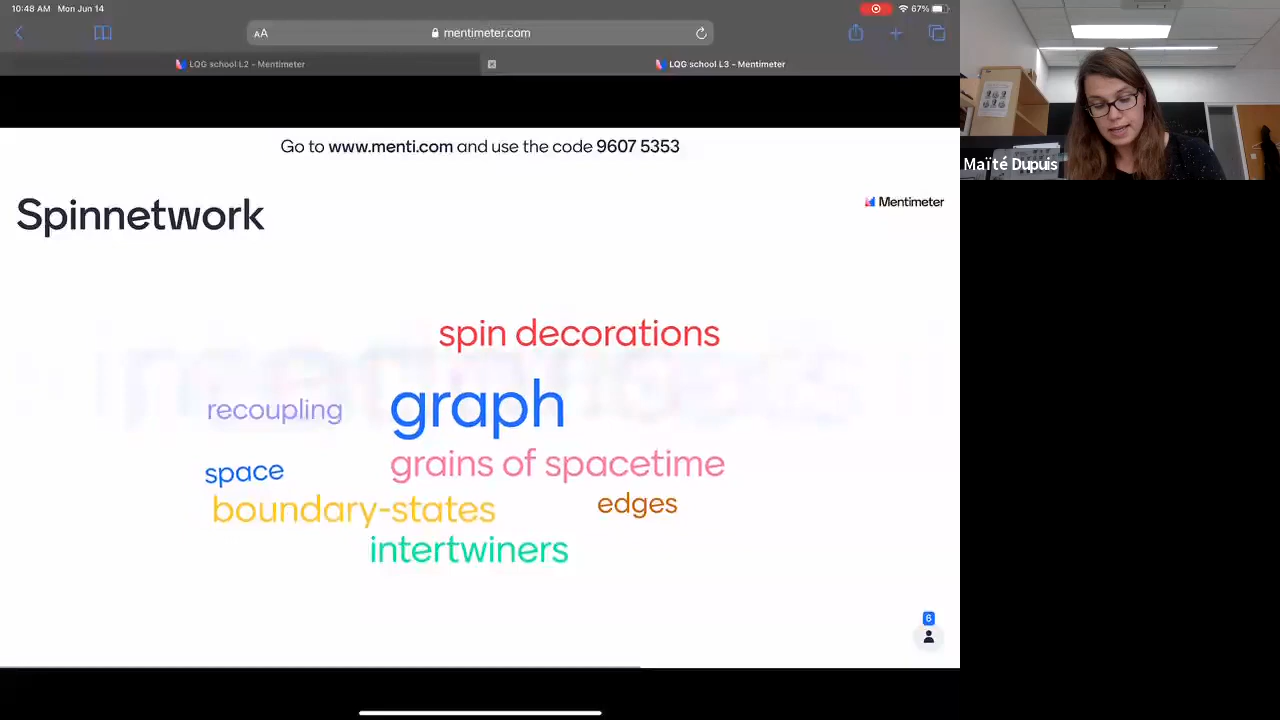 10:48 AM Mon Jun 14
67%
AA
mentimeter.com
LQG school L2 - Mentimeter
LQG school L3 - Mentimeter
Maïté Dupuis
Go to www.menti.com and use the code 9607 5353
Mentimeter
Spinnetwork
spin decorations
recoupling
graph
grains of spacetime
space
boundary-states
edges
intertwiners
6